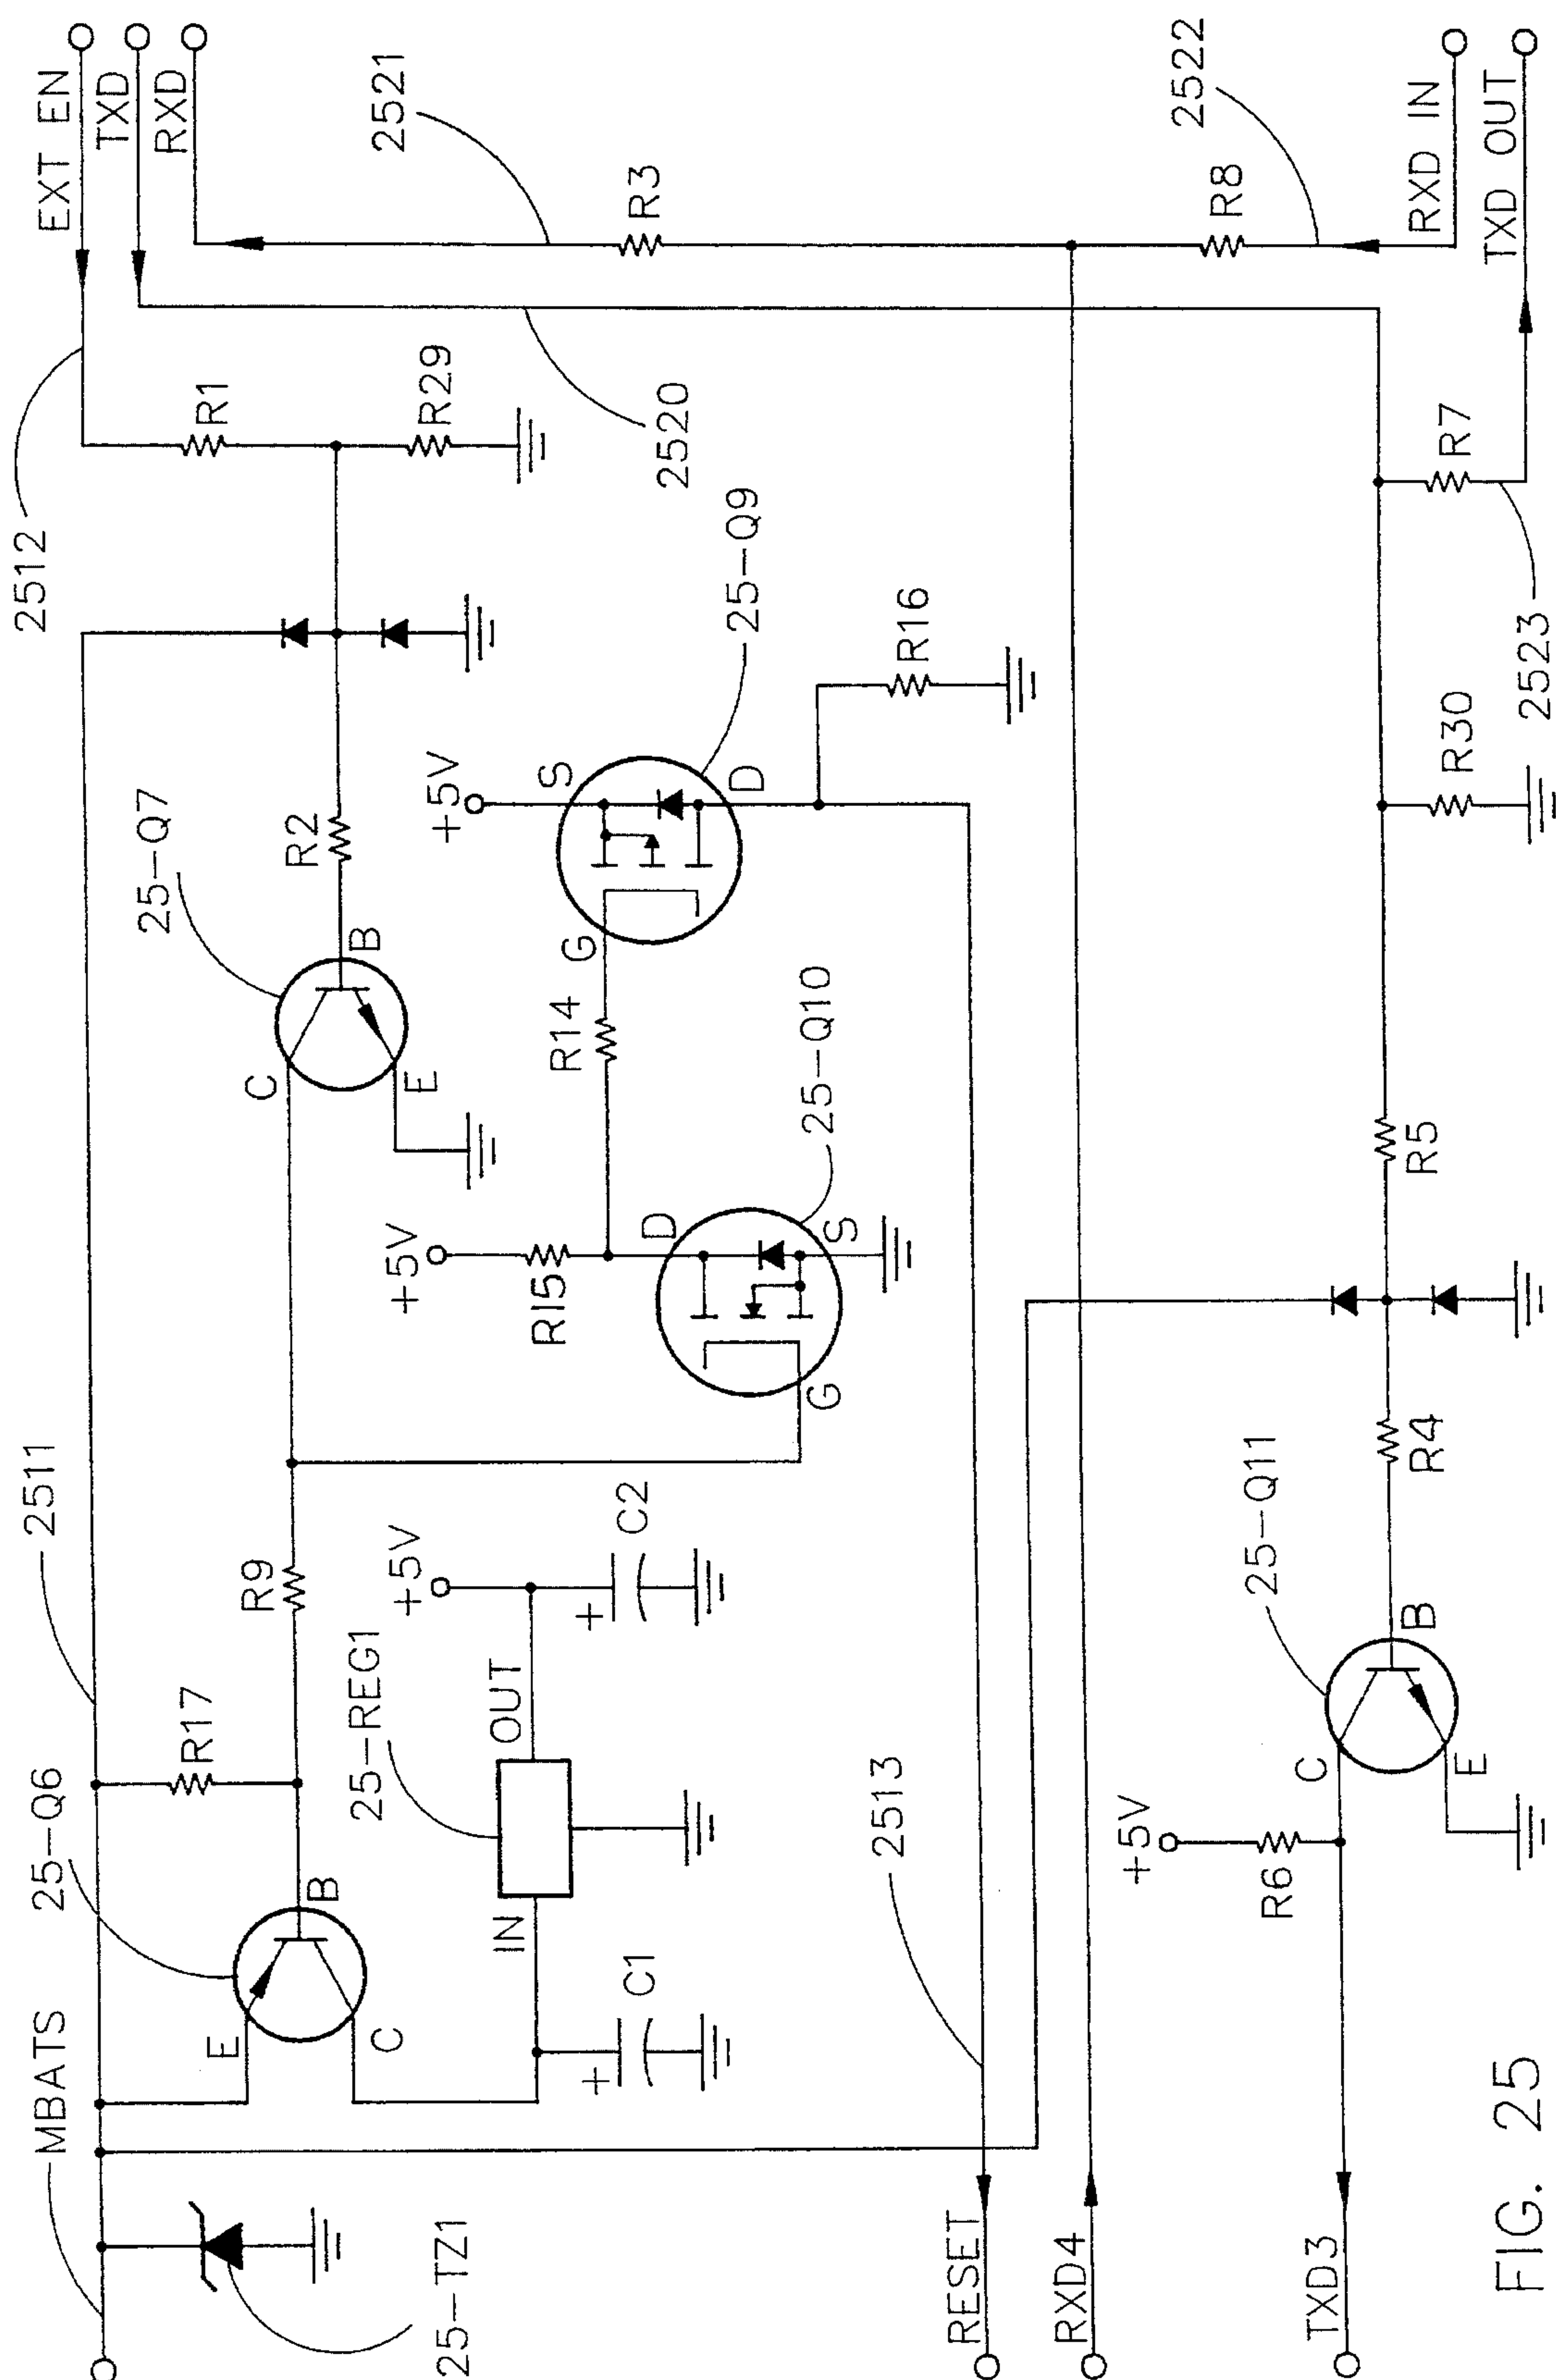 MBATS
2511
2512
EXT EN
TXD
RXD
25-TZ1
25-Q6
E
B
C
R17
R9
25-Q7
C
B
E
R2
R1
R29
2521
R3
25-REG1
IN
OUT
C1
+
+5V
C2
+
+5V
R15
D
S
G
25-Q10
R14
+5V
S
G
D
25-Q9
R16
2520
2513
RESET
RXD4
R8
2522
RXD IN
TXD OUT
TXD3
+5V
R6
C
B
E
25-Q11
R4
R5
R30
R7
2523
FIG. 25